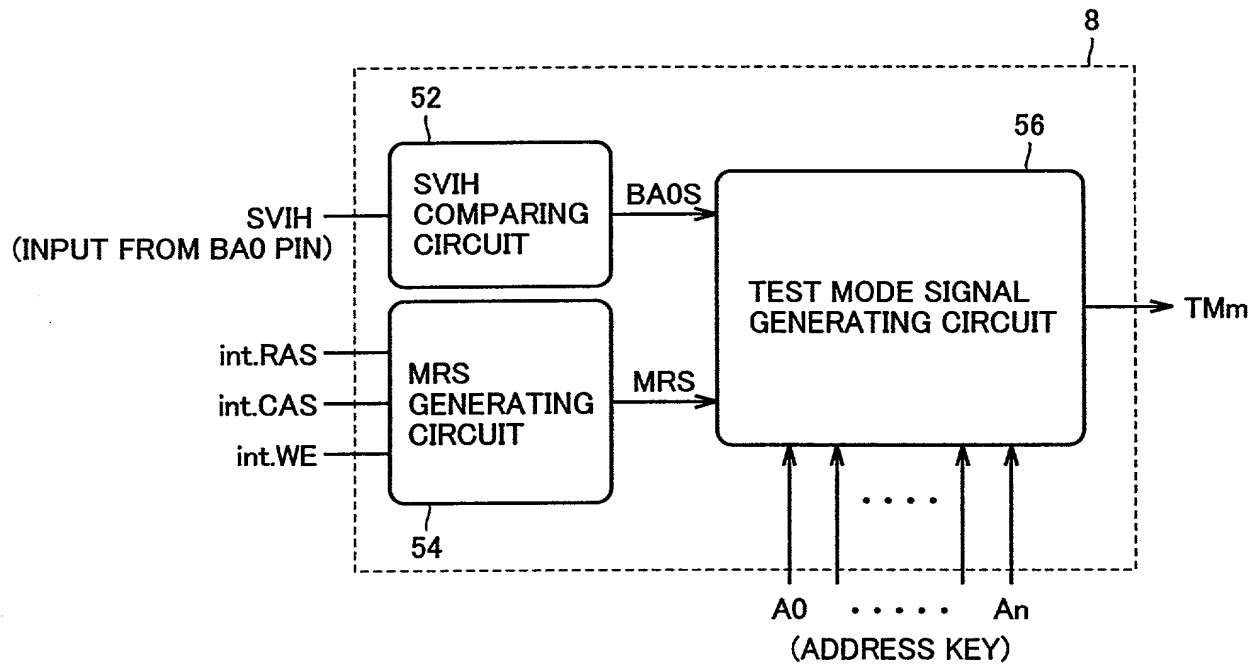 8
52
SVIH
COMPARING
CIRCUIT
SVIH
(INPUT FROM BA0 PIN)
BA0S
56
TEST MODE SIGNAL
GENERATING CIRCUIT
TMm
int.RAS
int.CAS
int.WE
MRS
GENERATING
CIRCUIT
MRS
54
A0 ····· An
(ADDRESS KEY)